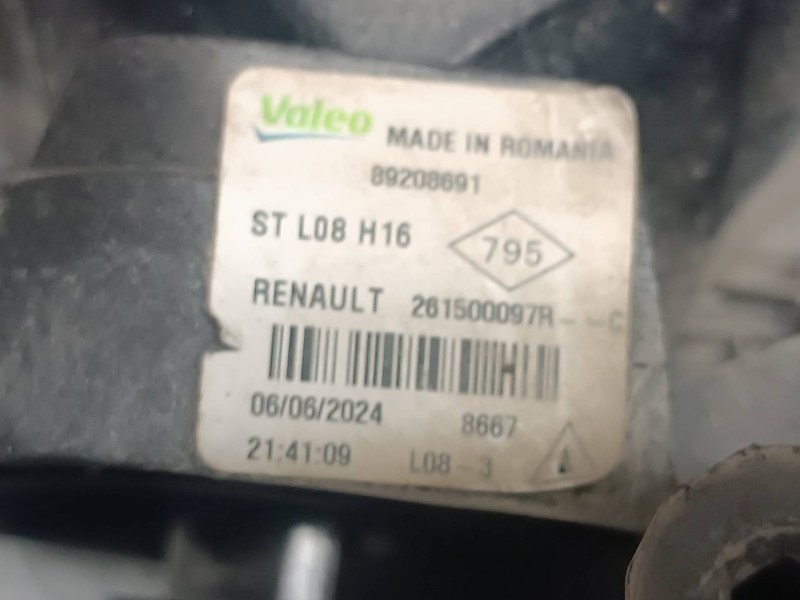 Valeo MADE IN ROMANIA
89208691
ST L08 H16 795
RENAULT 261500097R--C
06/06/2024 8667
21:41:09 L08-3